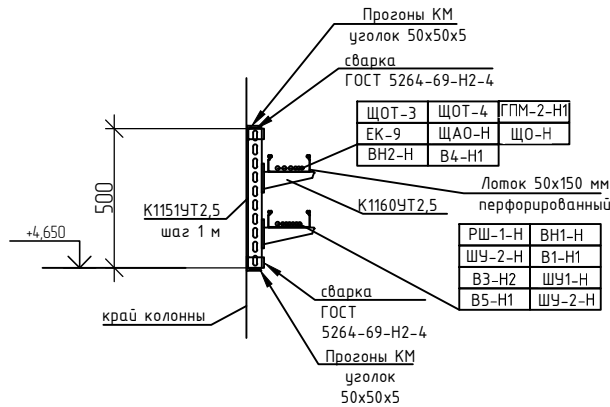 Прогоны КМ
уголок 50х50х5
сварка
ГОСТ 5264-69-Н2-4
ЩОТ-3 ЩОТ-4 ГПМ-2-Н1
ЕК-9 ЩАО-Н ЩО-Н
ВН2-Н В4-Н1
500
К1151УТ2,5
шаг 1 м
К1160УТ2,5
Лоток 50х150 мм
перфорированный
+4,650
РШ-1-Н ВН1-Н
ШУ-2-Н В1-Н1
В3-Н2 ШУ1-Н
В5-Н1 ШУ-2-Н
край колонны
сварка
ГОСТ
5264-69-Н2-4
Прогоны КМ
уголок
50х50х5